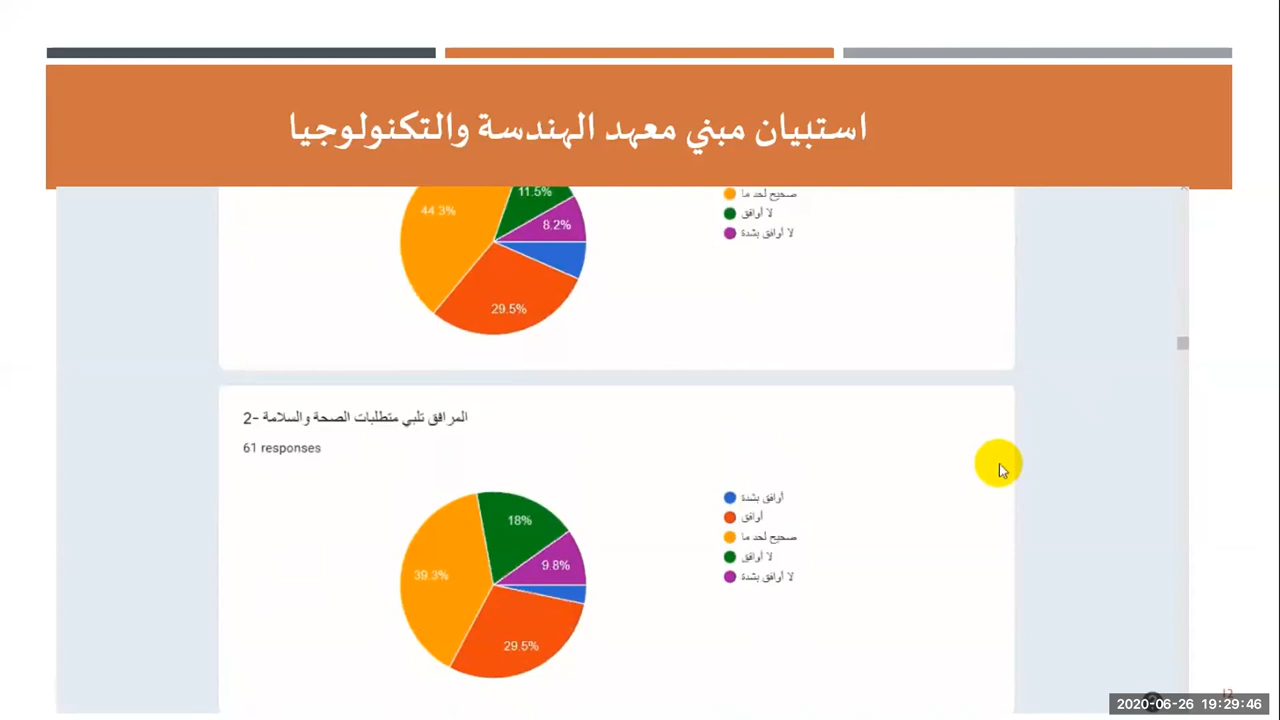 استبيان مبني معهد الهندسة والتكنولوجيا
11.5%
44.3%
8.2%
29.5%
صحيح لحد ما
لا أوافق
لا أوافق بشدة
2- المرافق تلبي متطلبات الصحة والسلامة
61 responses
18%
39.3%
9.8%
29.5%
أوافق بشدة
أوافق
صحيح لحد ما
لا أوافق
لا أوافق بشدة
12
2020-06-26 19:29:46